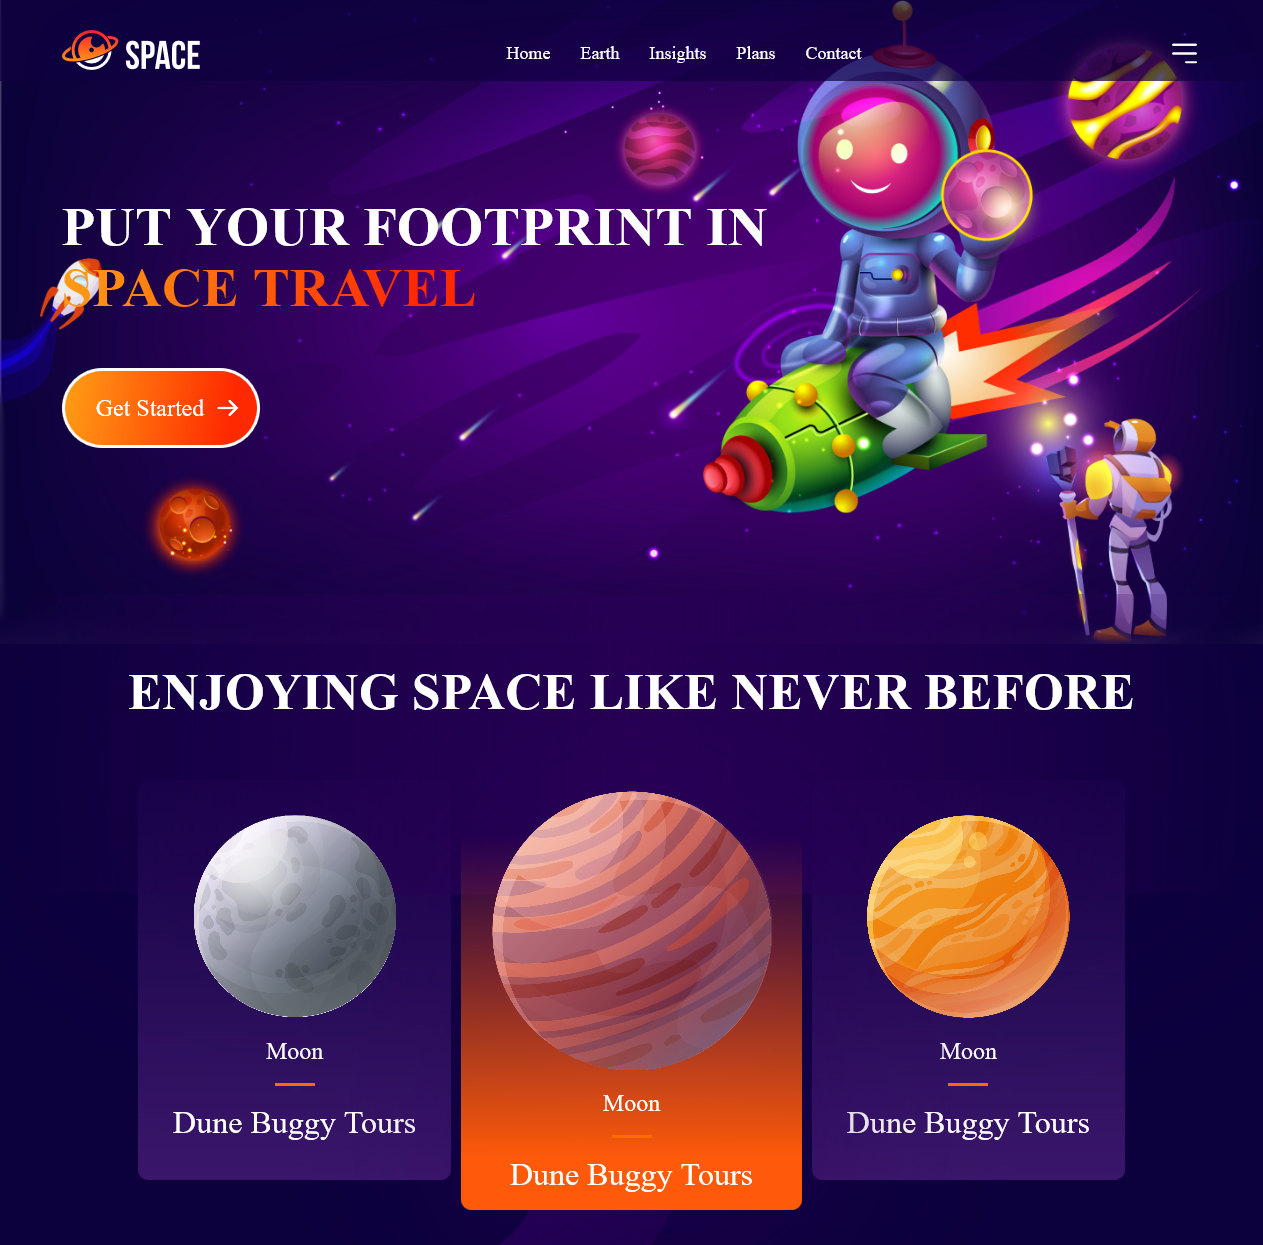 SPACE
Home Earth Insights Plans Contact
PUT YOUR FOOTPRINT IN
SPACE TRAVEL
Get Started
ENJOYING SPACE LIKE NEVER BEFORE
Moon
Dune Buggy Tours
Moon
Dune Buggy Tours
Moon
Dune Buggy Tours